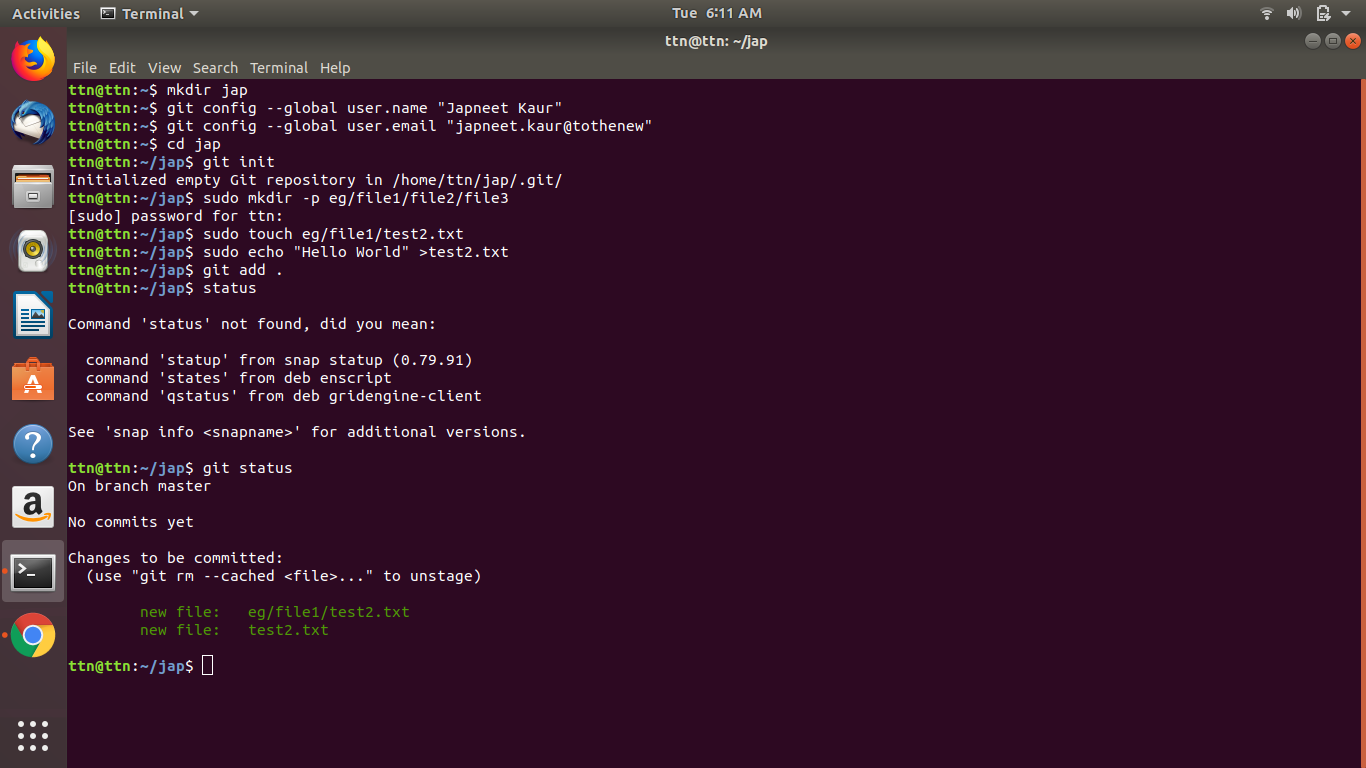 Activities Terminal Tue 6:11 AM
ttn@ttn: ~/jap
File Edit View Search Terminal Help
ttn@ttn:~$ mkdir jap
ttn@ttn:~$ git config --global user.name "Japneet Kaur"
ttn@ttn:~$ git config --global user.email "japneet.kaur@tothenew"
ttn@ttn:~$ cd jap
ttn@ttn:~/jap$ git init
Initialized empty Git repository in /home/ttn/jap/.git/
ttn@ttn:~/jap$ sudo mkdir -p eg/file1/file2/file3
[sudo] password for ttn:
ttn@ttn:~/jap$ sudo touch eg/file1/test2.txt
ttn@ttn:~/jap$ sudo echo "Hello World" >test2.txt
ttn@ttn:~/jap$ git add .
ttn@ttn:~/jap$ status
Command 'status' not found, did you mean:
command 'statup' from snap statup (0.79.91)
command 'states' from deb enscript
command 'qstatus' from deb gridengine-client
See 'snap info <snapname>' for additional versions.
ttn@ttn:~/jap$ git status
On branch master
No commits yet
Changes to be committed:
(use "git rm --cached <file>..." to unstage)
new file: eg/file1/test2.txt
new file: test2.txt
ttn@ttn:~/jap$